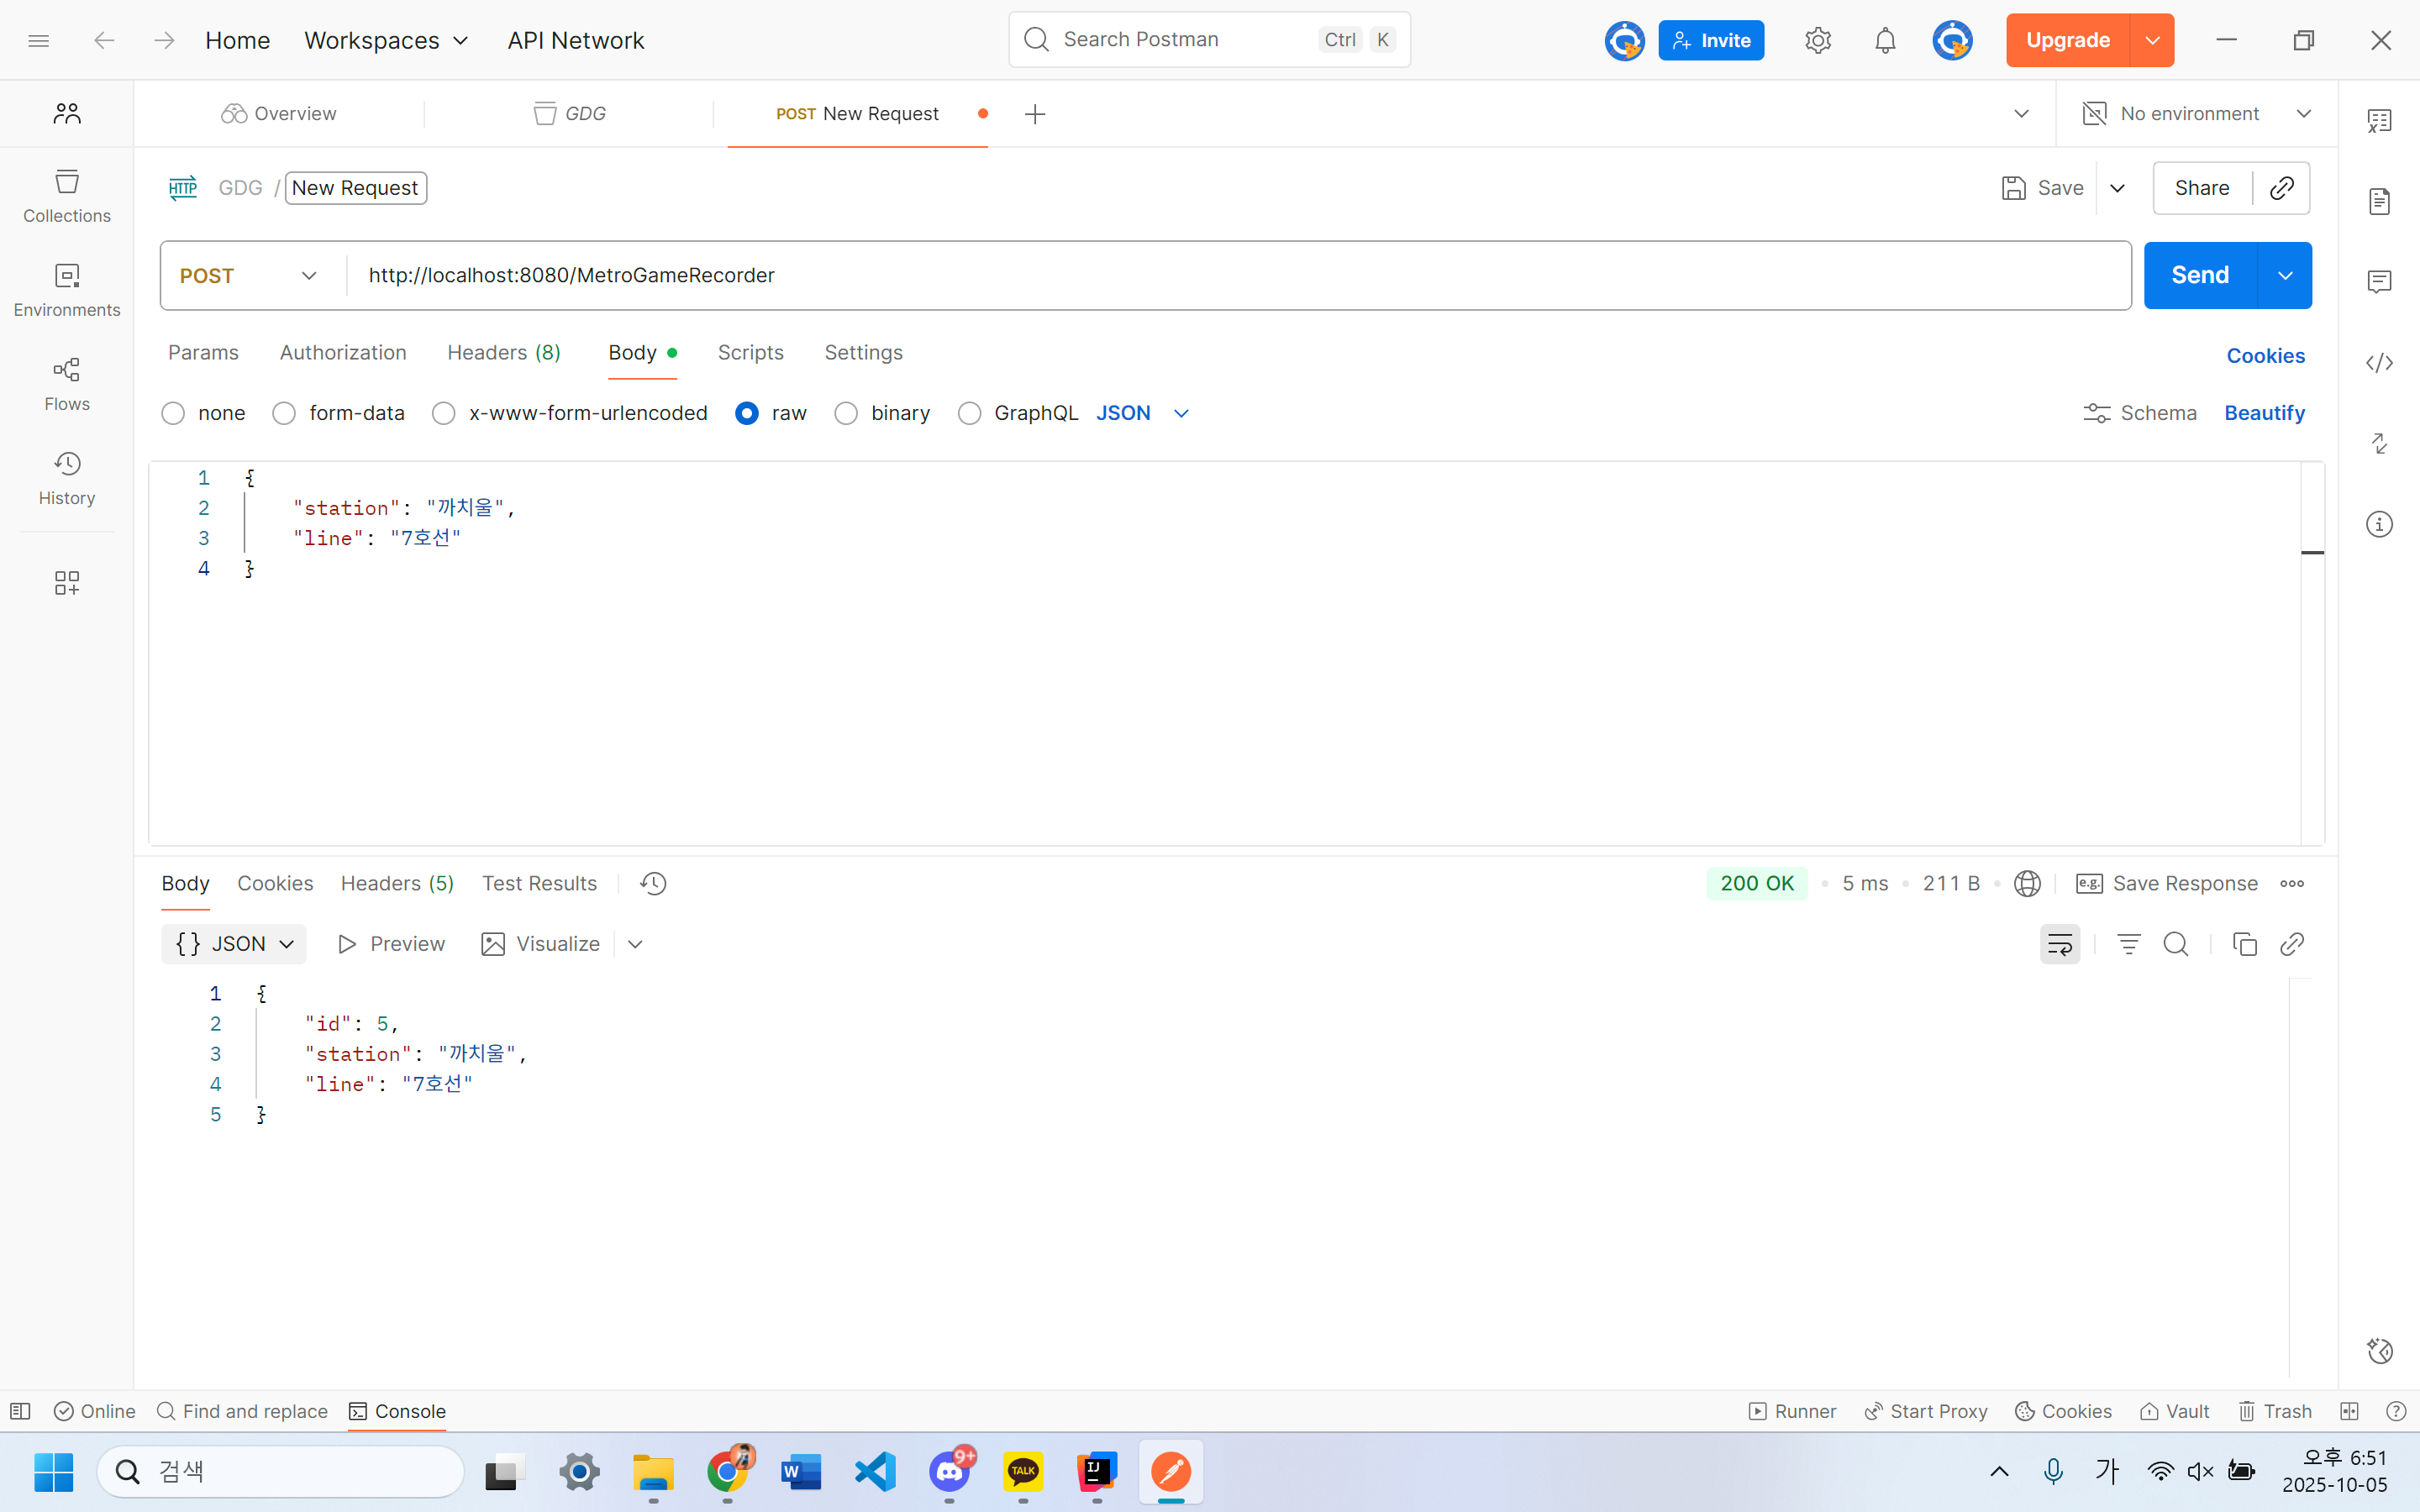 Home Workspaces API Network Search Postman Ctrl K Invite Upgrade
Overview GDG POST New Request No environment
HTTP GDG / New Request Save Share
Collections
POST http://localhost:8080/MetroGameRecorder Send
Environments
Params Authorization Headers (8) Body Scripts Settings Cookies
Flows
none form-data x-www-form-urlencoded raw binary GraphQL JSON Schema Beautify
History
1 {
2 "station": "까치울",
3 "line": "7호선"
4 }
Body Cookies Headers (5) Test Results 200 OK 5 ms 211 B e.g. Save Response
{} JSON Preview Visualize
1 {
2 "id": 5,
3 "station": "까치울",
4 "line": "7호선"
5 }
Online Find and replace Console Runner Start Proxy Cookies Vault Trash
검색 W 9+ TALK IJ 가 오후 6:51
2025-10-05